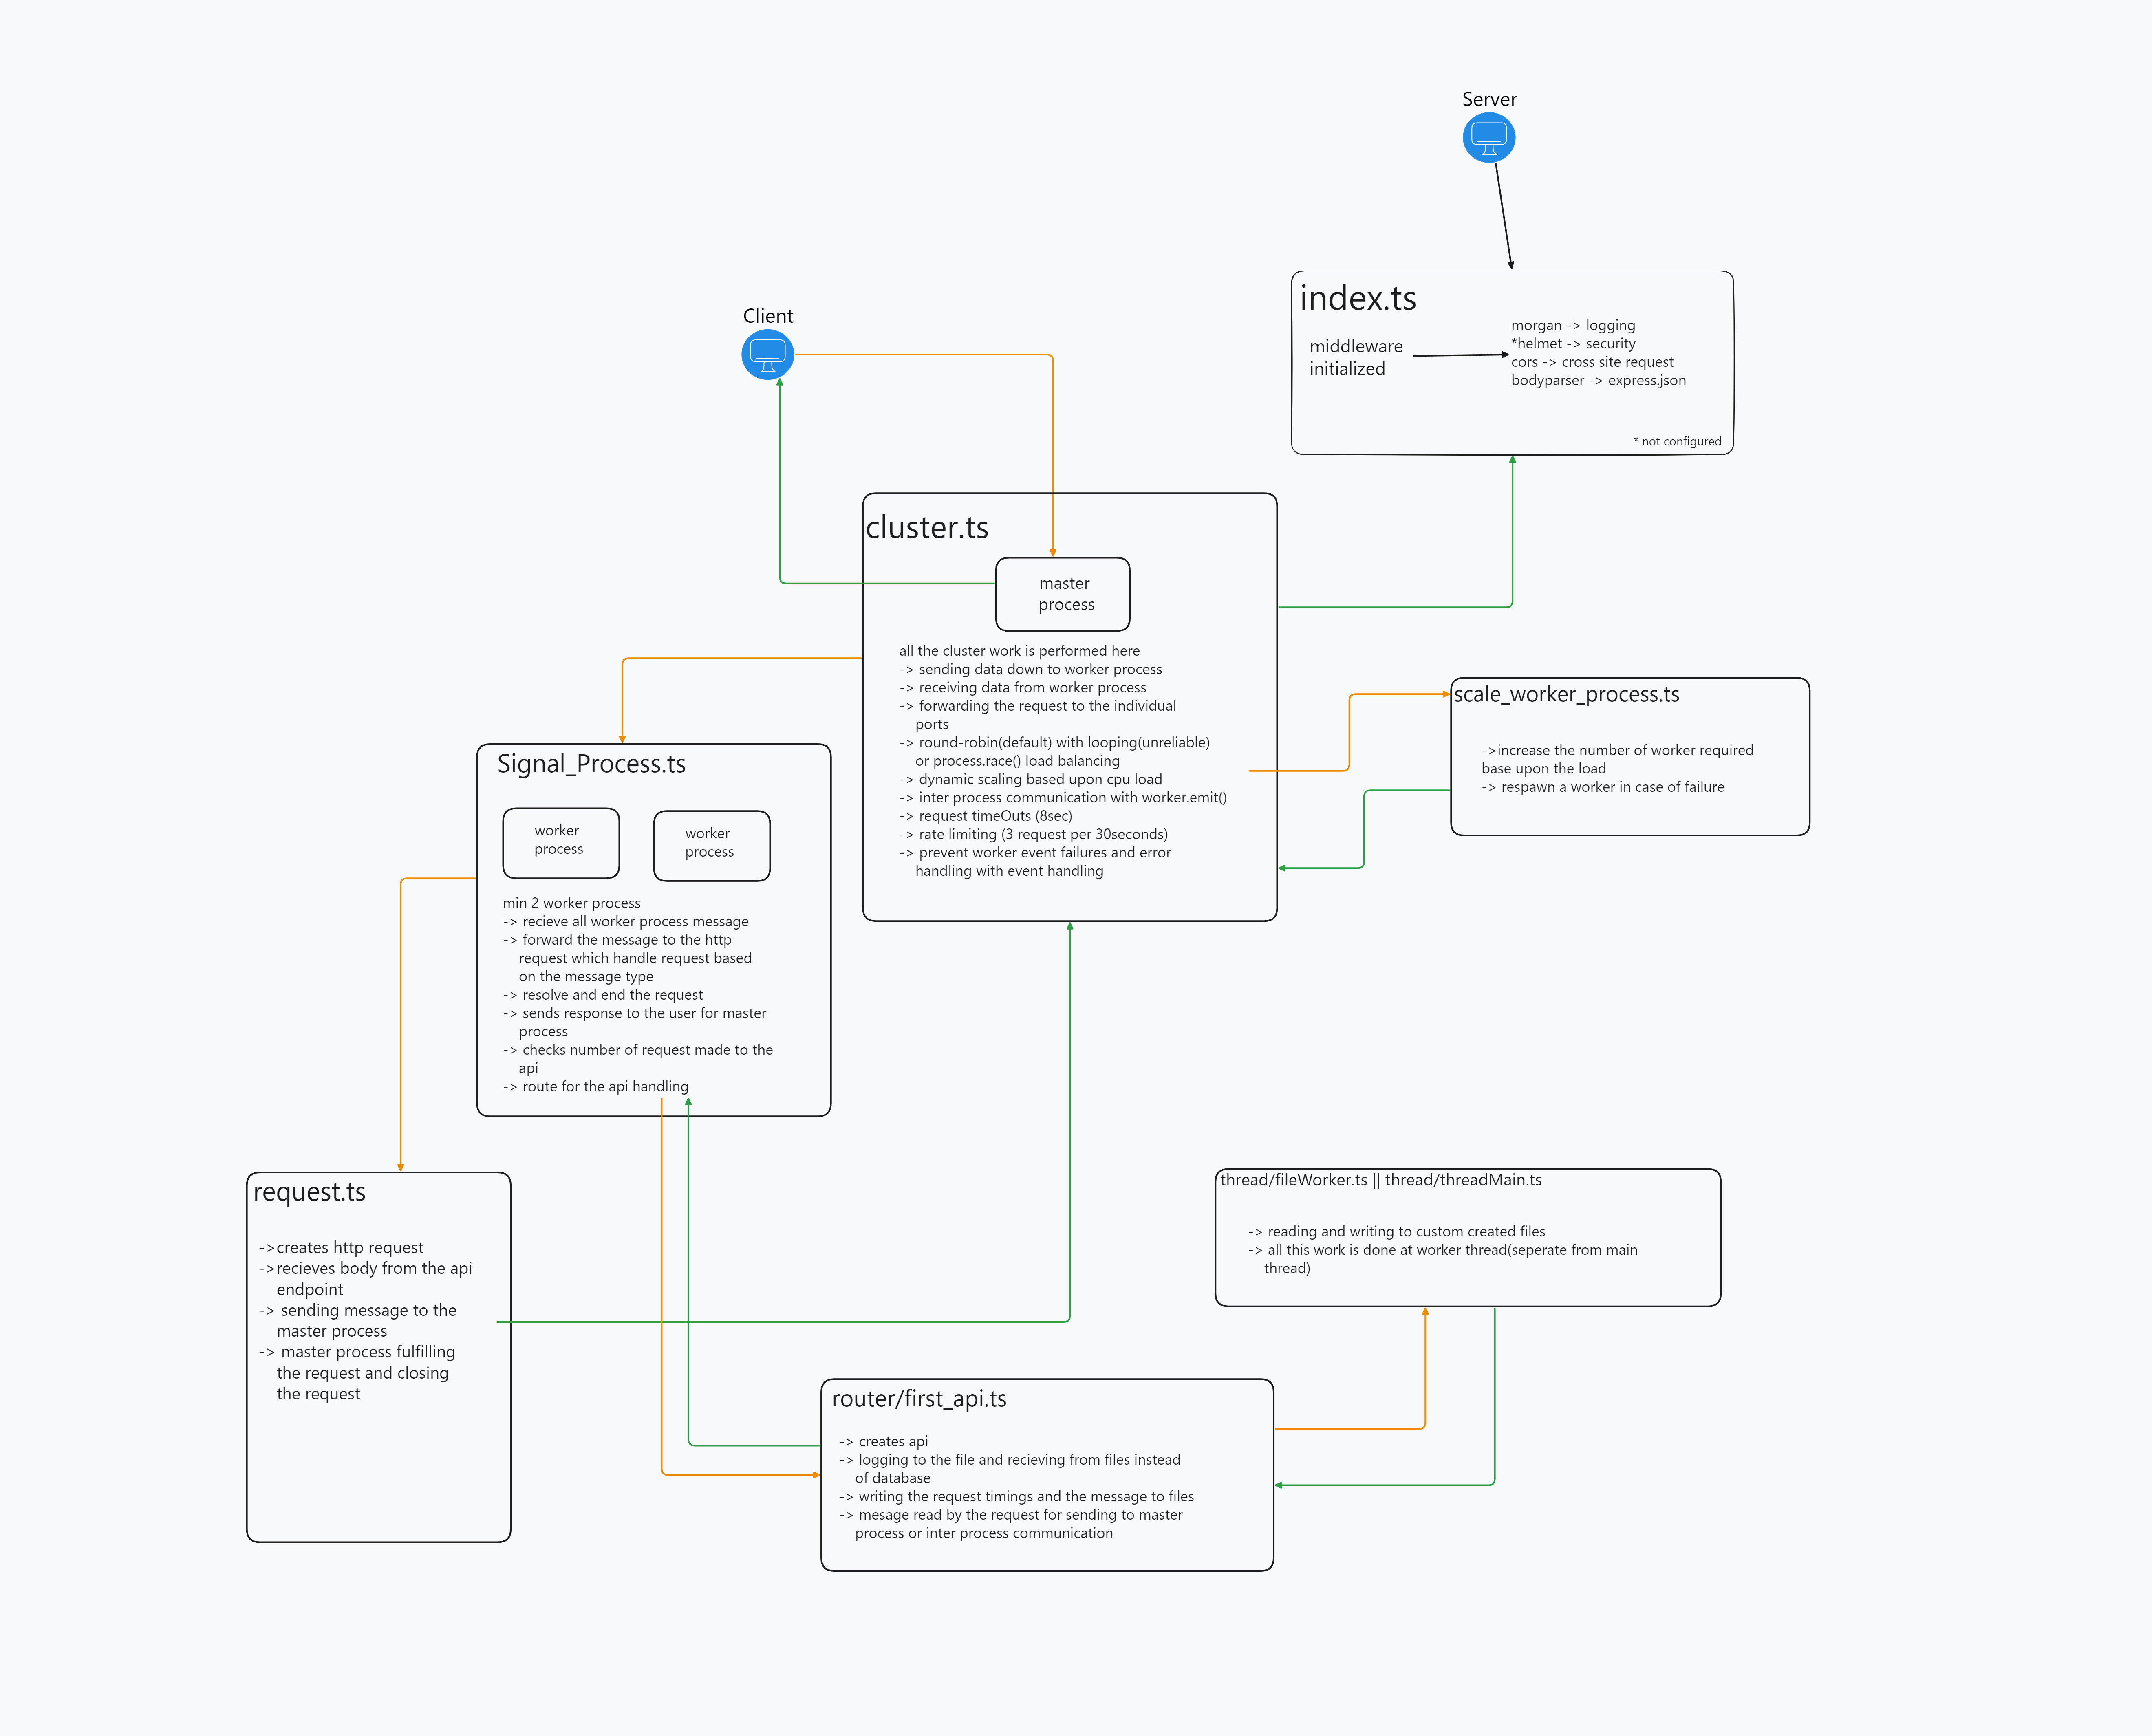 Server
index.ts
middleware
initialized
morgan -> logging
*helmet -> security
cors -> cross site request
bodyparser -> express.json
* not configured
Client
cluster.ts
master
process
all the cluster work is performed here
-> sending data down to worker process
-> receiving data from worker process
-> forwarding the request to the individual
ports
-> round-robin(default) with looping(unreliable)
or process.race() load balancing
-> dynamic scaling based upon cpu load
-> inter process communication with worker.emit()
-> request timeOuts (8sec)
-> rate limiting (3 request per 30seconds)
-> prevent worker event failures and error
handling with event handling
scale_worker_process.ts
->increase the number of worker required
base upon the load
-> respawn a worker in case of failure
Signal_Process.ts
worker
process
worker
process
min 2 worker process
-> recieve all worker process message
-> forward the message to the http
request which handle request based
on the message type
-> resolve and end the request
-> sends response to the user for master
process
-> checks number of request made to the
api
-> route for the api handling
request.ts
->creates http request
->recieves body from the api
endpoint
-> sending message to the
master process
-> master process fulfilling
the request and closing
the request
thread/fileWorker.ts || thread/threadMain.ts
-> reading and writing to custom created files
-> all this work is done at worker thread(seperate from main
thread)
router/first_api.ts
-> creates api
-> logging to the file and recieving from files instead
of database
-> writing the request timings and the message to files
-> mesage read by the request for sending to master
process or inter process communication